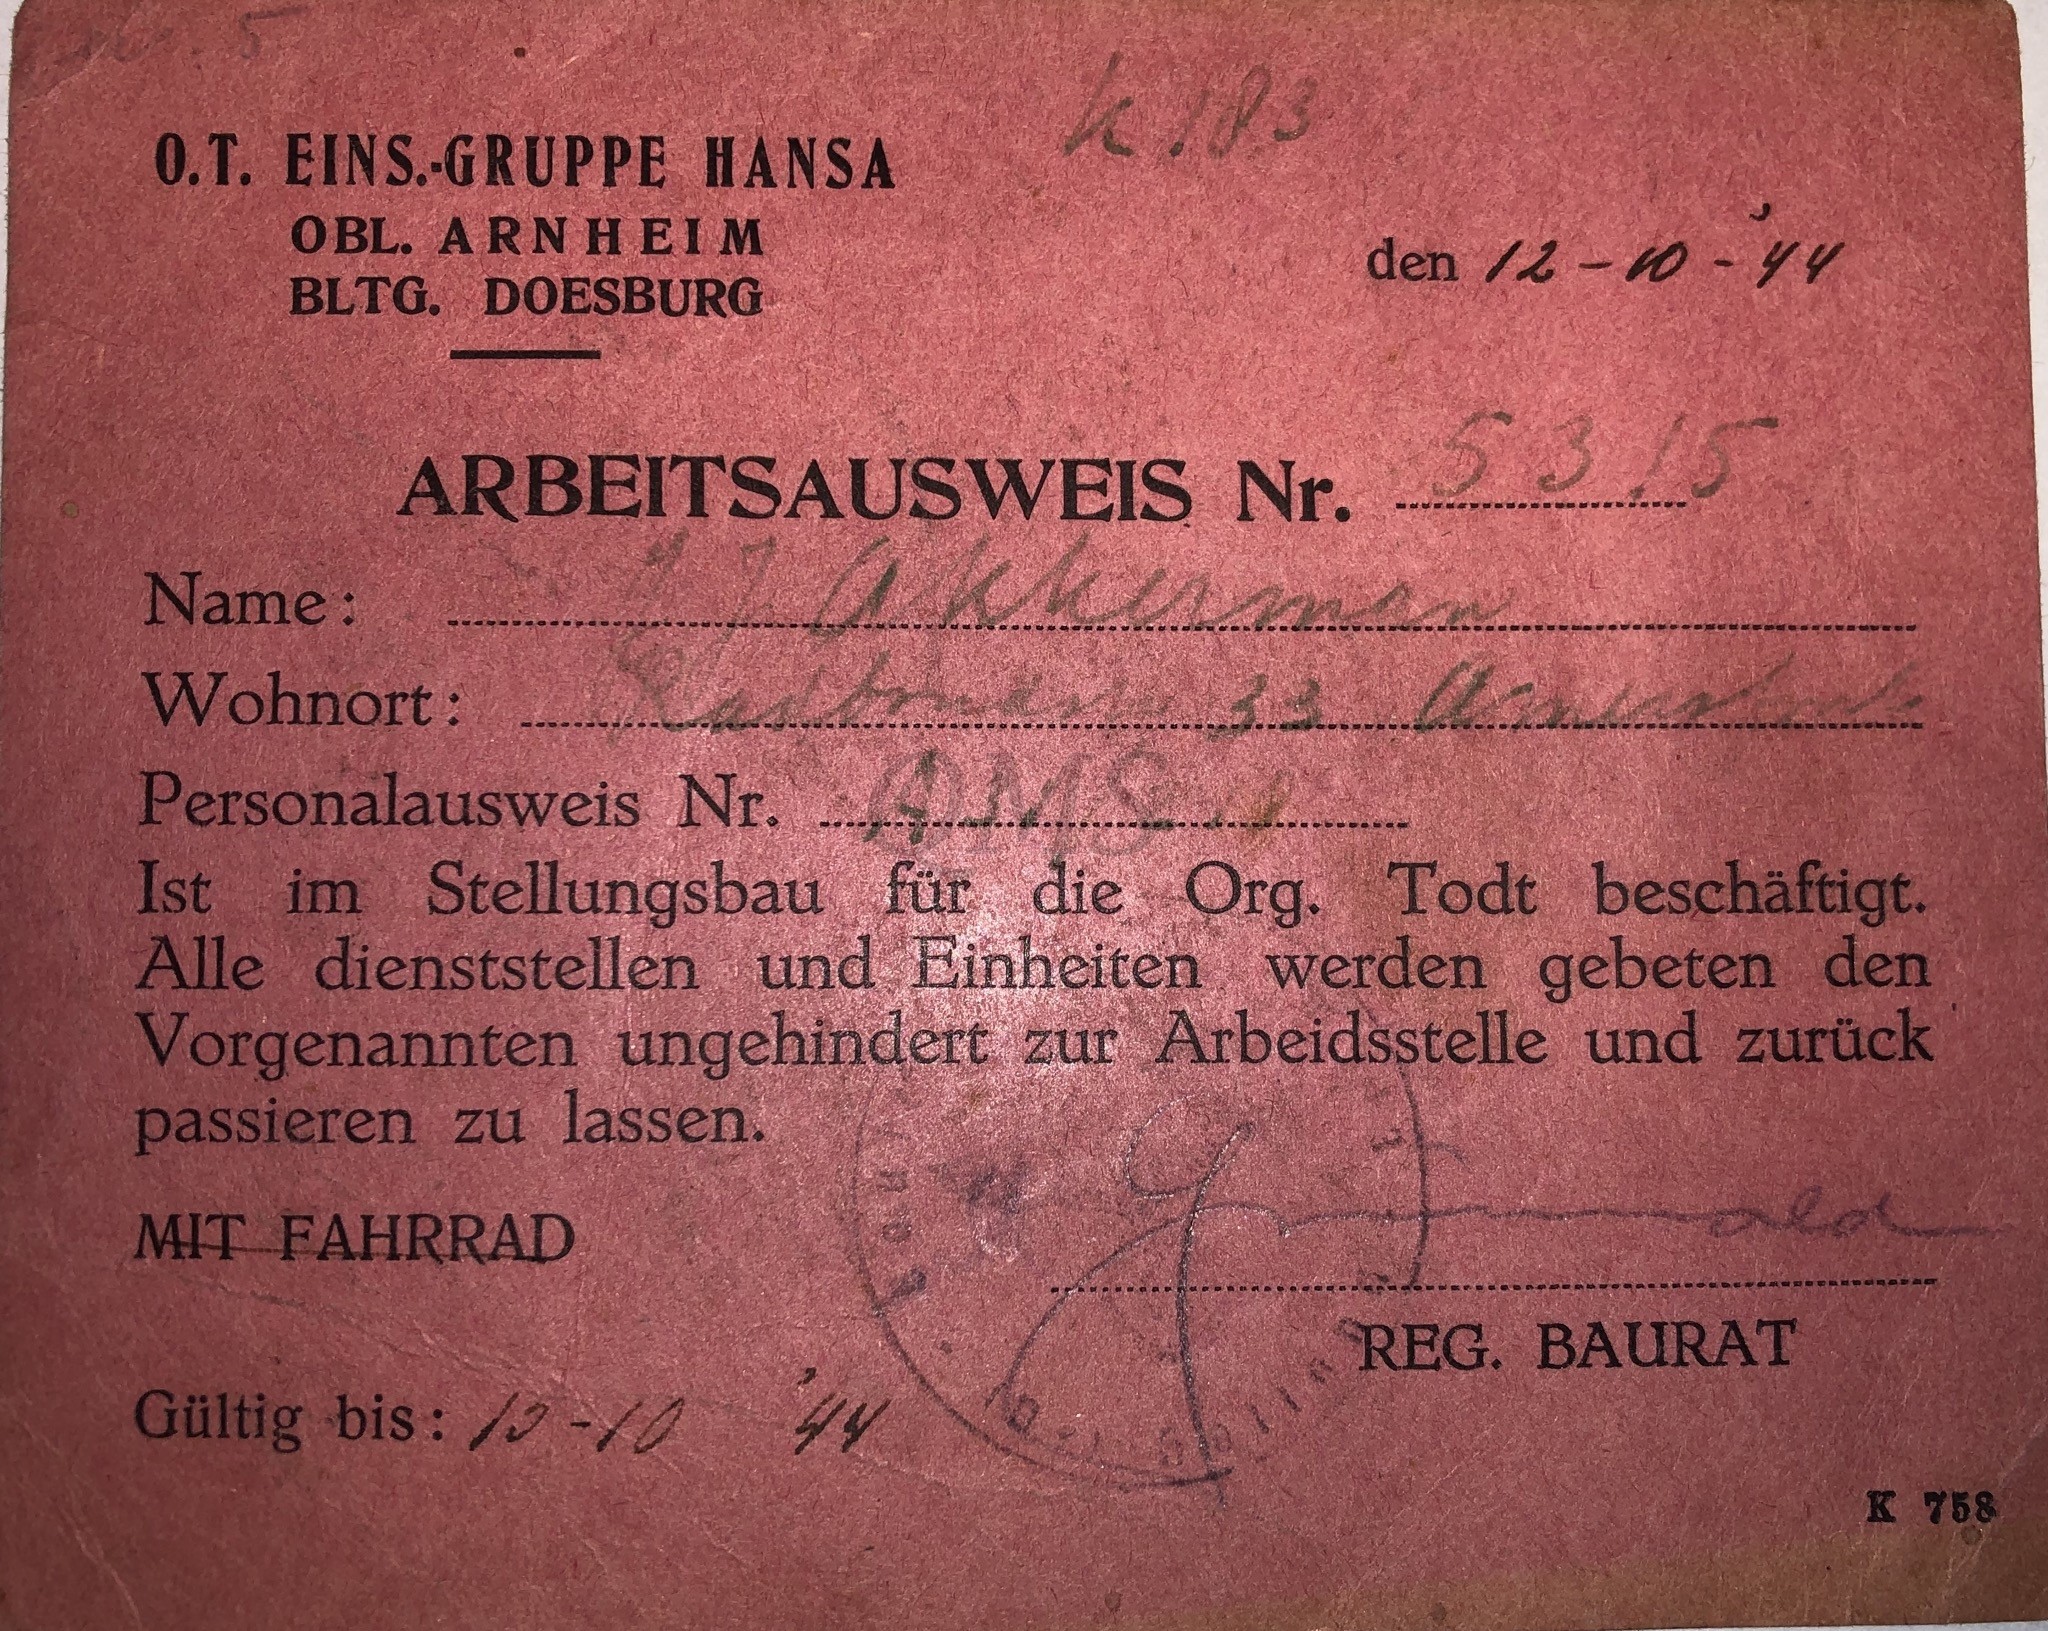 5
K 183
O.T. EINS.-GRUPPE HANSA
OBL. ARNHEIM
BLTG. DOESBURG
den 12-10-'44
ARBEITSAUSWEIS Nr. 5315
Name: J Akkerman
Wohnort: 33
Personalausweis Nr.
Ist im Stellungsbau für die Org. Todt beschäftigt.
Alle dienststellen und Einheiten werden gebeten den
Vorgenannten ungehindert zur Arbeidsstelle und zurück
passieren zu lassen.
MIT FAHRRAD
REG. BAURAT
Gültig bis: -10 '44
K 758